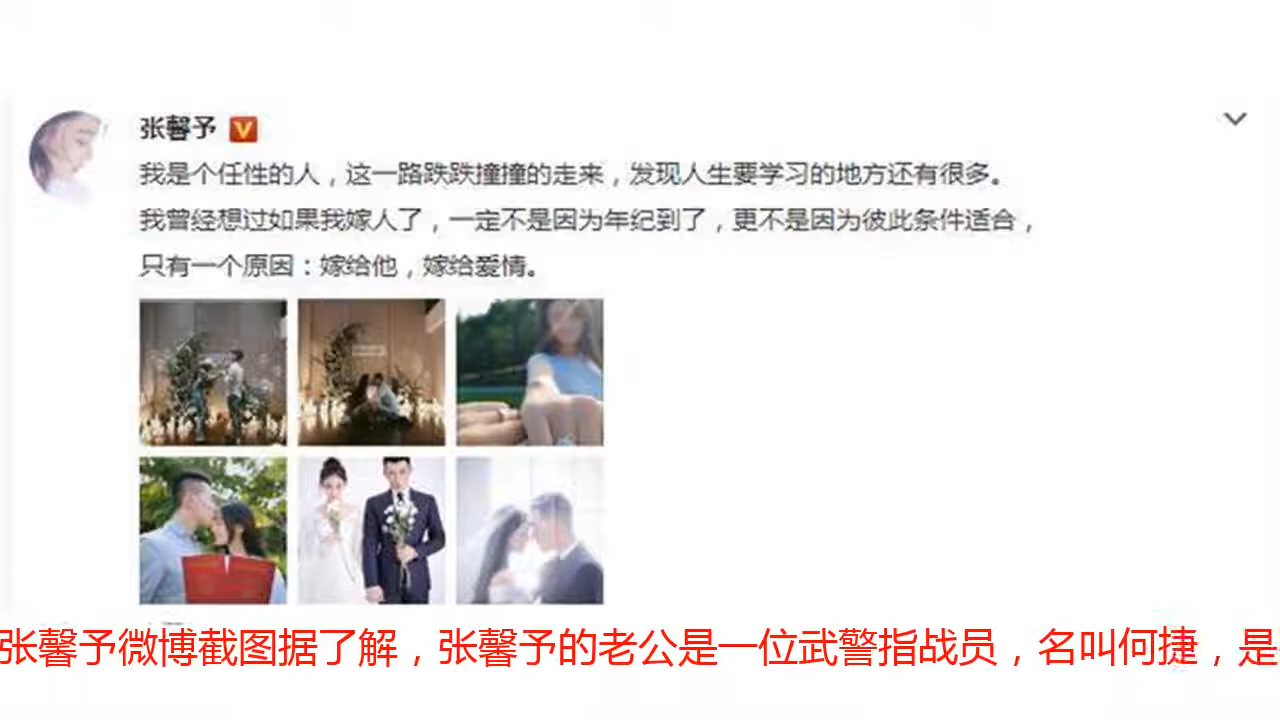 张馨予
我是个任性的人，这一路跌跌撞撞的走来，发现人生要学习的地方还有很多。
我曾经想过如果我嫁人了，一定不是因为年纪到了，更不是因为彼此条件适合，
只有一个原因：嫁给他，嫁给爱情。
张馨予微博截图据了解，张馨予的老公是一位武警指战员，名叫何捷，是